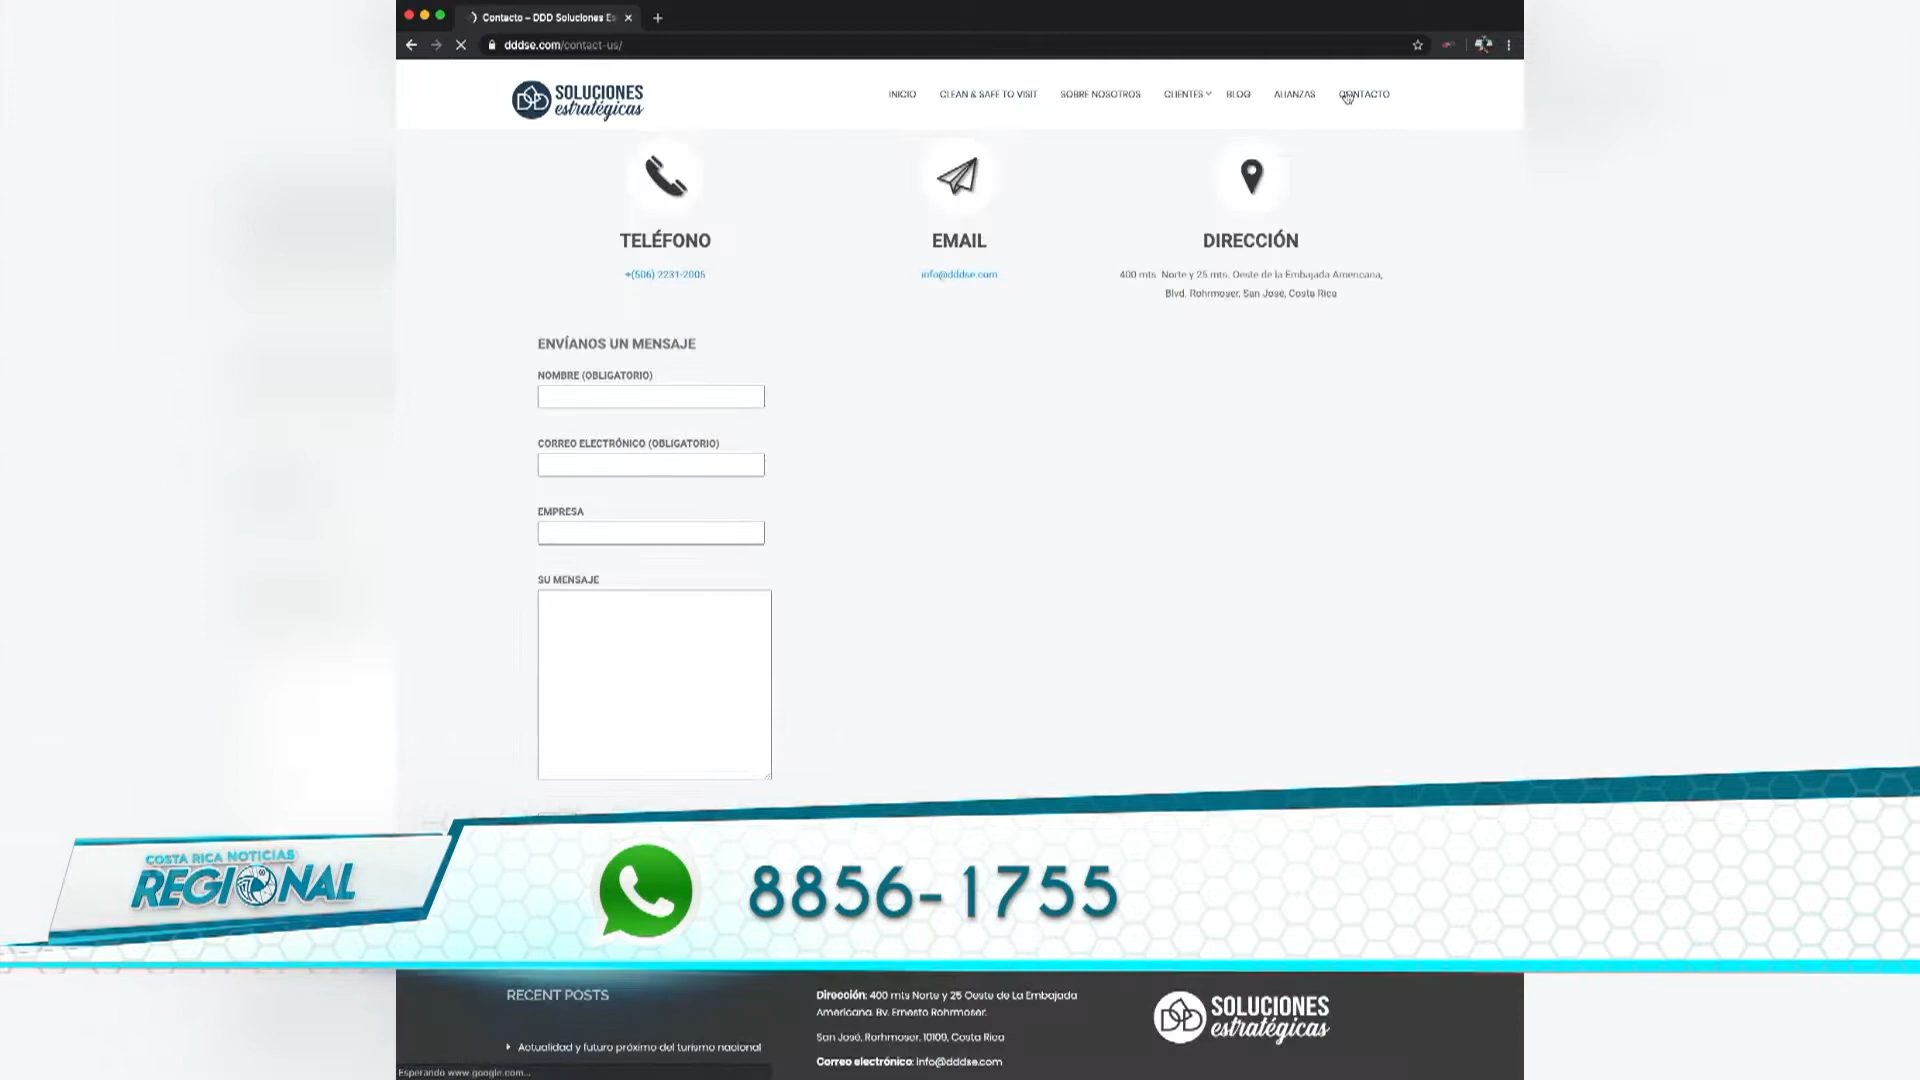 Contacto – DDD Soluciones Es
dddse.com/contact-us/
DDD SOLUCIONES
estratégicas
INICIO
CLEAN & SAFE TO VISIT
SOBRE NOSOTROS
CLIENTES
BLOG
ALIANZAS
CONTACTO
TELÉFONO
+(506) 2231-2005
EMAIL
info@dddse.com
DIRECCIÓN
400 mts. Norte y 25 mts. Oeste de la Embajada Americana,
Blvd. Rohrmoser, San José, Costa Rica
ENVÍANOS UN MENSAJE
NOMBRE (OBLIGATORIO)
CORREO ELECTRÓNICO (OBLIGATORIO)
EMPRESA
SU MENSAJE
COSTA RICA NOTICIAS
REGIONAL
8856-1755
RECENT POSTS
Actualidad y futuro próximo del turismo nacional
Dirección: 400 mts Norte y 25 Oeste de La Embajada
Americana. Bv. Ernesto Rohrmoser.
San José, Rorhmoser, 10109, Costa Rica
Correo electrónico: info@dddse.com
DDD SOLUCIONES
estratégicas
Esperando www.google.com...